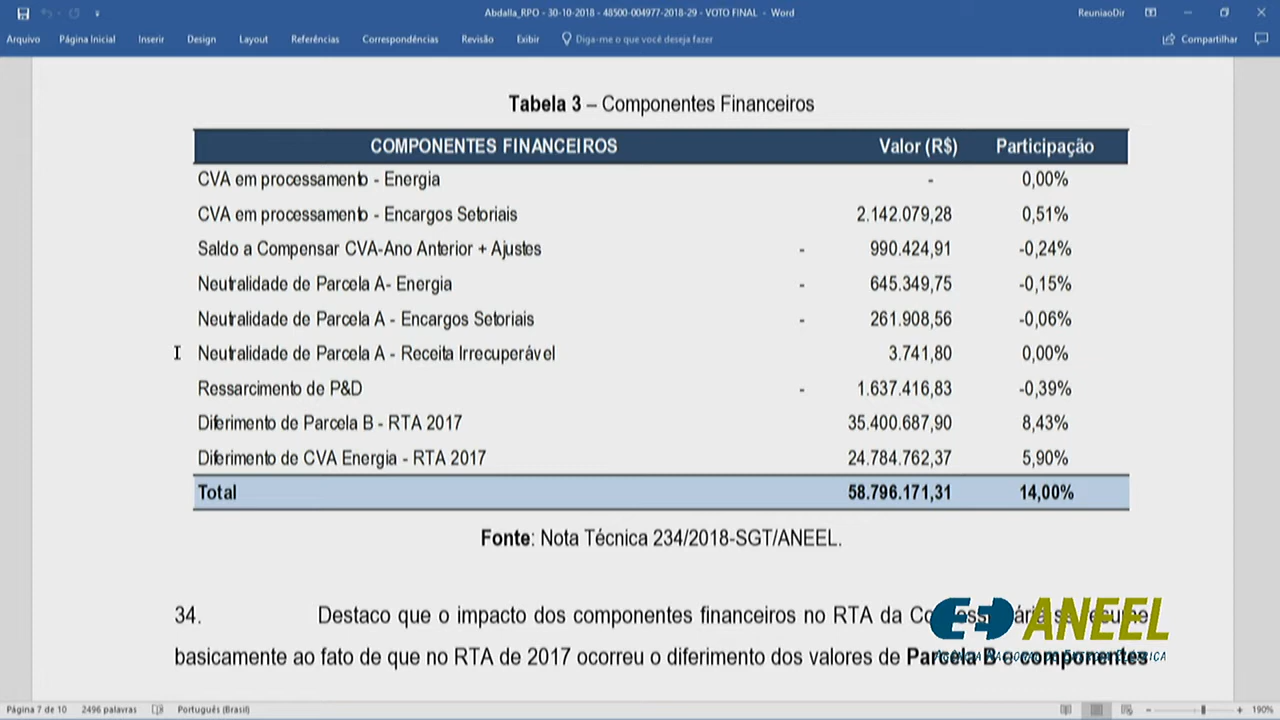 Abdalla_RPO - 30-10-2018 - 48500-004977-2018-29 - VOTO FINAL - Word
ReuniaoDir
Arquivo Página Inicial Inserir Design Layout Referências Correspondências Revisão Exibir Diga-me o que você deseja fazer Compartilhar
Tabela 3 – Componentes Financeiros
COMPONENTES FINANCEIROS Valor (R$) Participação
CVA em processamento - Energia - 0,00%
CVA em processamento - Encargos Setoriais 2.142.079,28 0,51%
Saldo a Compensar CVA-Ano Anterior + Ajustes - 990.424,91 -0,24%
Neutralidade de Parcela A- Energia - 645.349,75 -0,15%
Neutralidade de Parcela A - Encargos Setoriais - 261.908,56 -0,06%
Neutralidade de Parcela A - Receita Irrecuperável 3.741,80 0,00%
Ressarcimento de P&D - 1.637.416,83 -0,39%
Diferimento de Parcela B - RTA 2017 35.400.687,90 8,43%
Diferimento de CVA Energia - RTA 2017 24.784.762,37 5,90%
Total 58.796.171,31 14,00%
Fonte: Nota Técnica 234/2018-SGT/ANEEL.
34. Destaco que o impacto dos componentes financeiros no RTA da
basicamente ao fato de que no RTA de 2017 ocorreu o diferimento dos valores de Parcela B e componentes
ANEEL
Página 7 de 10 2496 palavras Português (Brasil) 190%